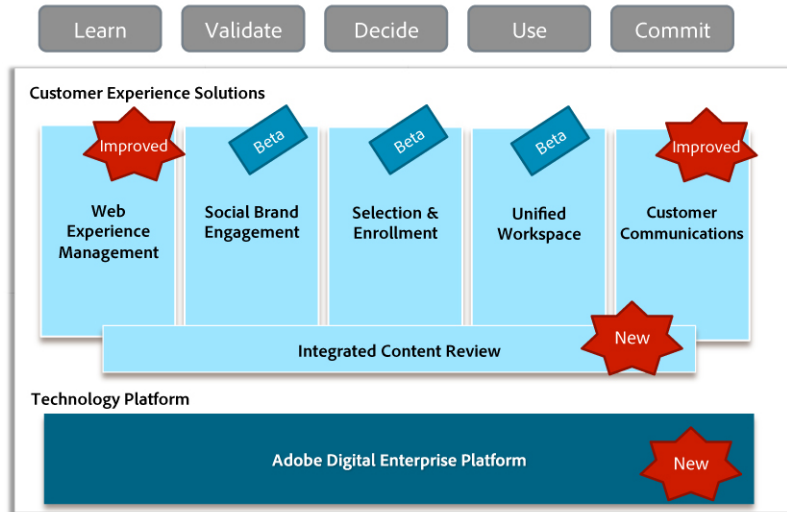 Learn
Validate
Decide
Use
Commit
Customer Experience Solutions
Improved
Beta
Beta
Beta
Improved
Web
Experience
Management
Social Brand
Engagement
Selection &
Enrollment
Unified
Workspace
Customer
Communications
New
Integrated Content Review
Technology Platform
Adobe Digital Enterprise Platform
New